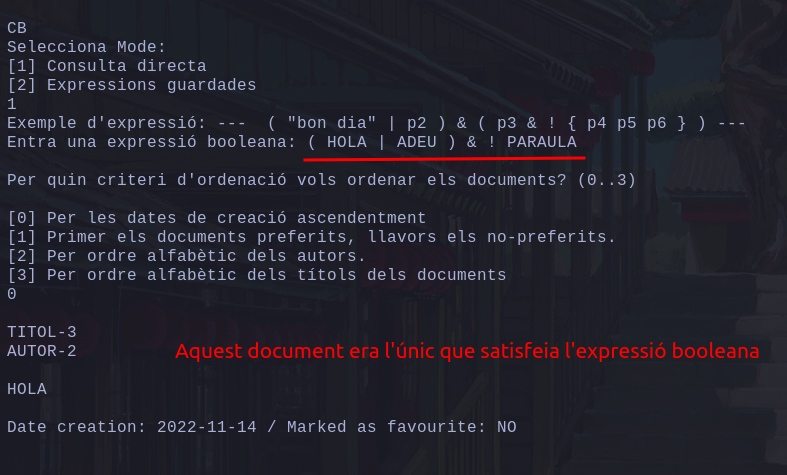 CB
Selecciona Mode:
[1] Consulta directa
[2] Expressions guardades
1
Exemple d'expressió: ---  ( "bon dia" | p2 ) & ( p3 & ! { p4 p5 p6 } ) ---
Entra una expressió booleana: ( HOLA | ADEU ) & ! PARAULA
Per quin criteri d'ordenació vols ordenar els documents? (0..3)
[0] Per les dates de creació ascendentment
[1] Primer els documents preferits, llavors els no-preferits.
[2] Per ordre alfabètic dels autors.
[3] Per ordre alfabètic dels títols dels documents
0
TITOL-3
AUTOR-2
Aquest document era l'únic que satisfeia l'expressió booleana
HOLA
Date creation: 2022-11-14 / Marked as favourite: NO